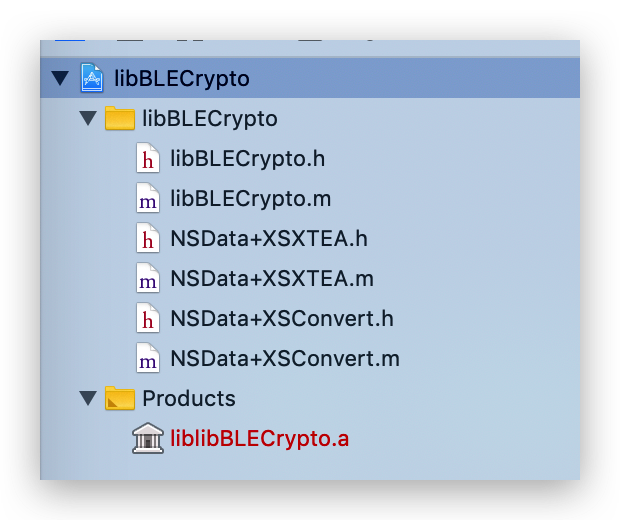 libBLECrypto
libBLECrypto
h libBLECrypto.h
m libBLECrypto.m
h NSData+XSXTEA.h
m NSData+XSXTEA.m
h NSData+XSConvert.h
m NSData+XSConvert.m
Products
liblibBLECrypto.a